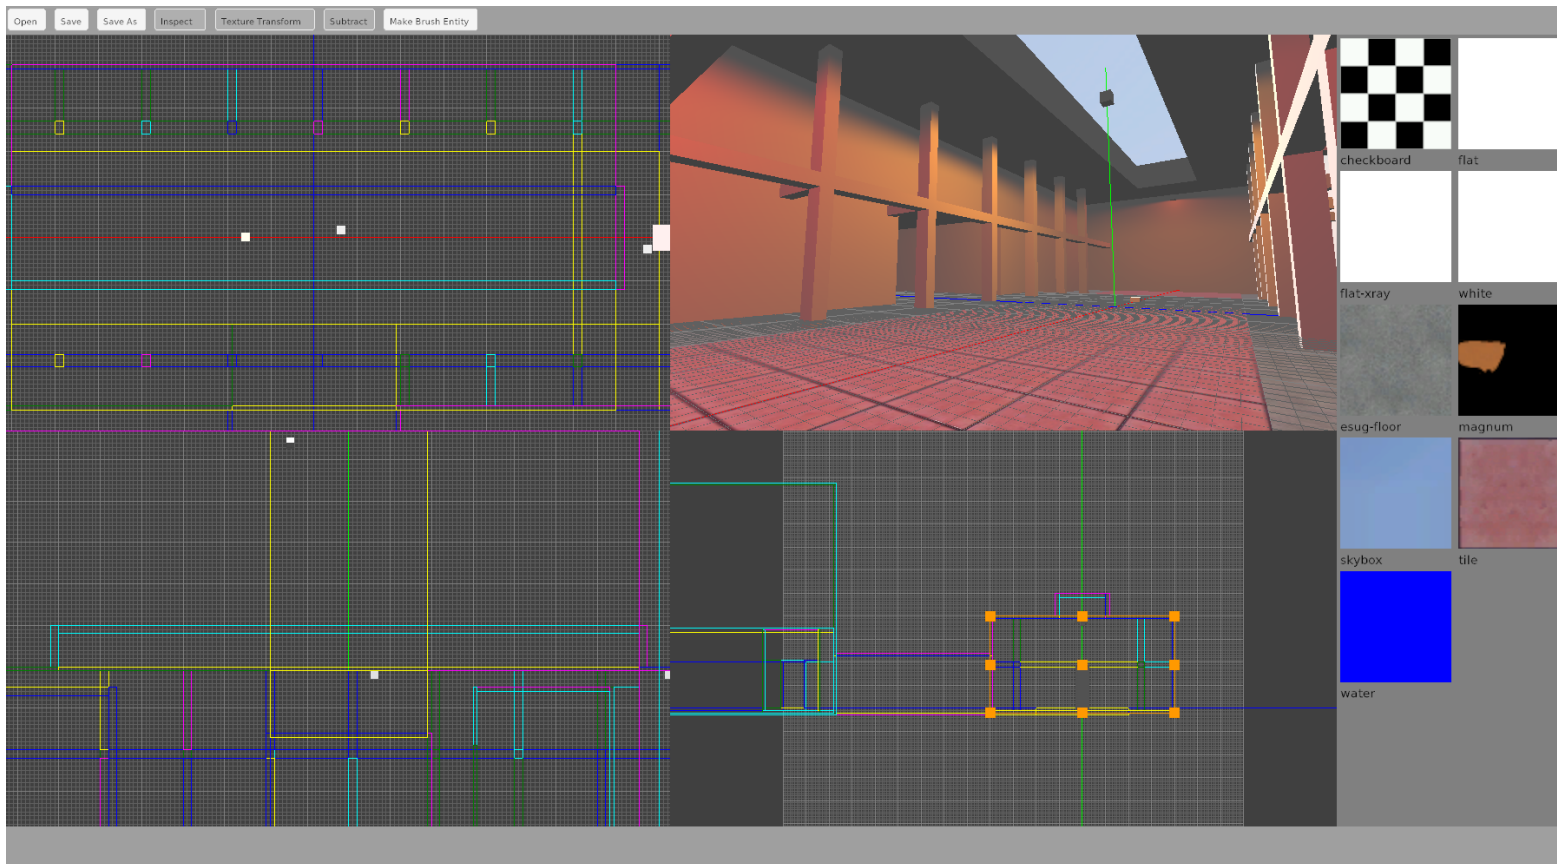 Open Save Save As Inspect Texture Transform Subtract Make Brush Entity
checkboard flat
flat-xray white
esug-floor magnum
skybox tile
water